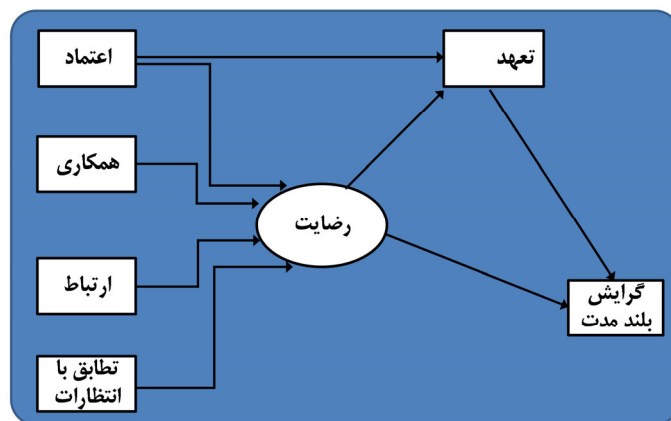 اعتماد
تعهد
همکاری
رضایت
ارتباط
گرایش
بلند مدت
تطابق با
انتظارات